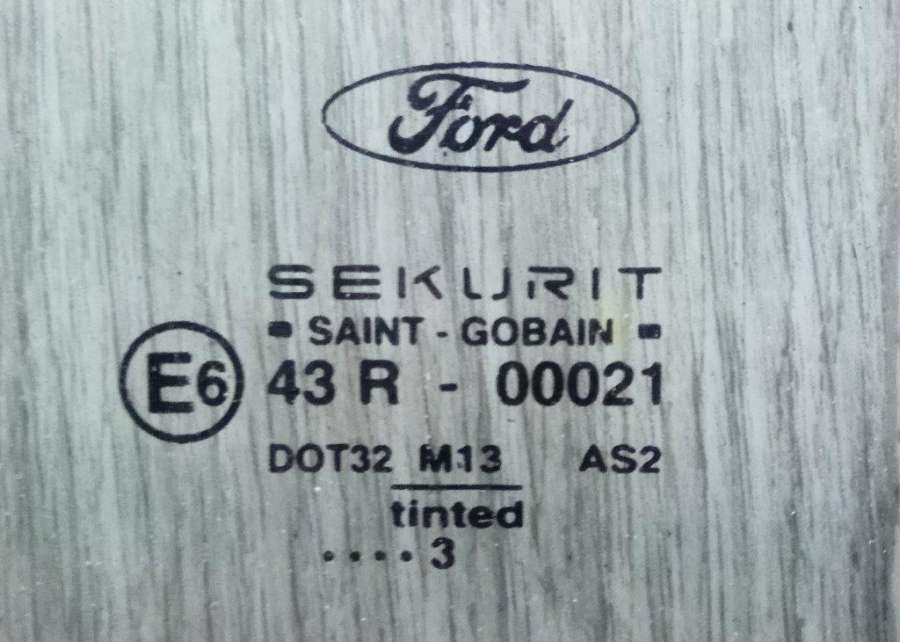 Ford
SEKURIT
SAINT - GOBAIN
E6 43 R - 00021
DOT32 M13 AS2
tinted
....3